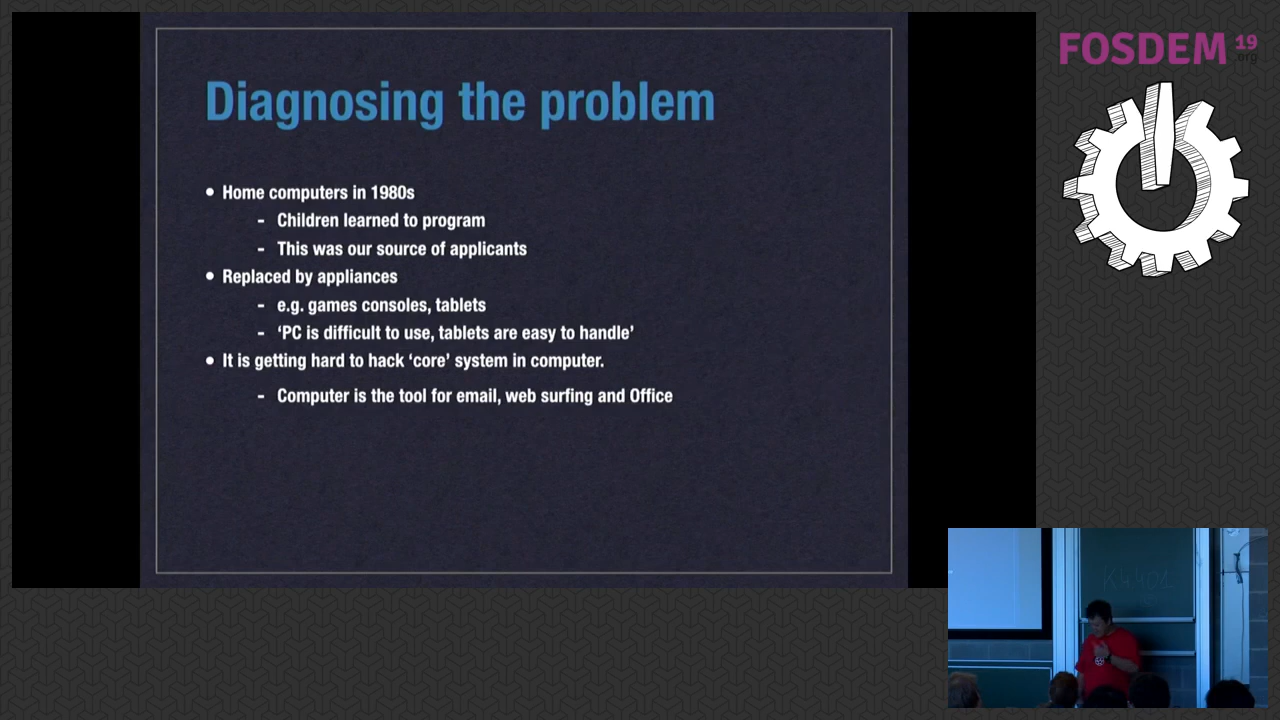 Diagnosing the problem
● Home computers in 1980s
- Children learned to program
- This was our source of applicants
● Replaced by appliances
- e.g. games consoles, tablets
- ‘PC is difficult to use, tablets are easy to handle’
● It is getting hard to hack ‘core’ system in computer.
- Computer is the tool for email, web surfing and Office
FOSDEM 19
.org